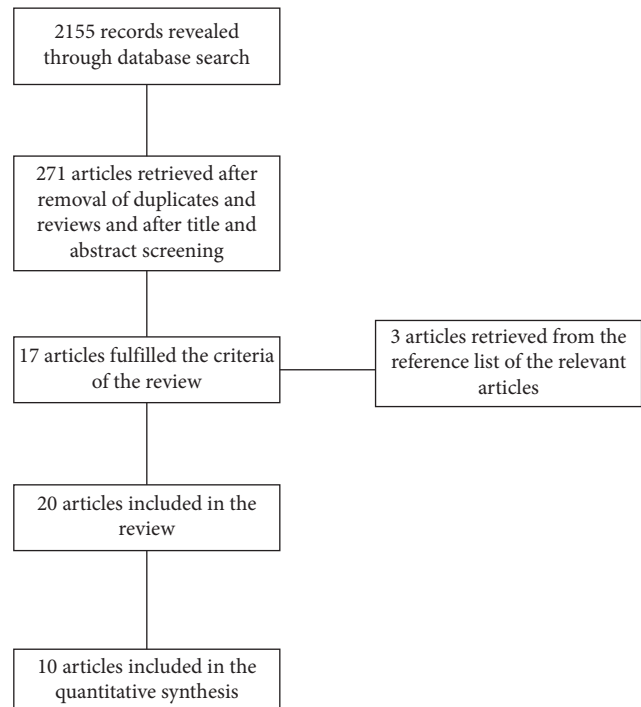 2155 records revealed
through database search
271 articles retrieved after
removal of duplicates and
reviews and after title and
abstract screening
17 articles fulfilled the criteria
of the review
3 articles retrieved from the
reference list of the relevant
articles
20 articles included in the
review
10 articles included in the
quantitative synthesis